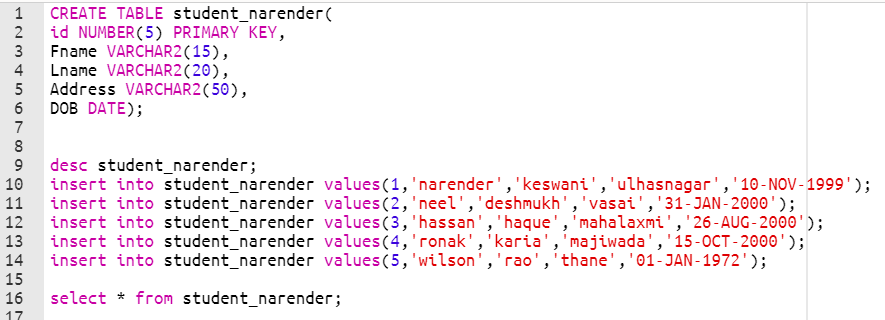 1 CREATE TABLE student_narender(
2 id NUMBER(5) PRIMARY KEY,
3 Fname VARCHAR2(15),
4 Lname VARCHAR2(20),
5 Address VARCHAR2(50),
6 DOB DATE);
7
8
9 desc student_narender;
10 insert into student_narender values(1,'narender','keswani','ulhasnagar','10-NOV-1999');
11 insert into student_narender values(2,'neel','deshmukh','vasai','31-JAN-2000');
12 insert into student_narender values(3,'hassan','haque','mahalaxmi','26-AUG-2000');
13 insert into student_narender values(4,'ronak','karia','majiwada','15-OCT-2000');
14 insert into student_narender values(5,'wilson','rao','thane','01-JAN-1972');
15
16 select * from student_narender;
17